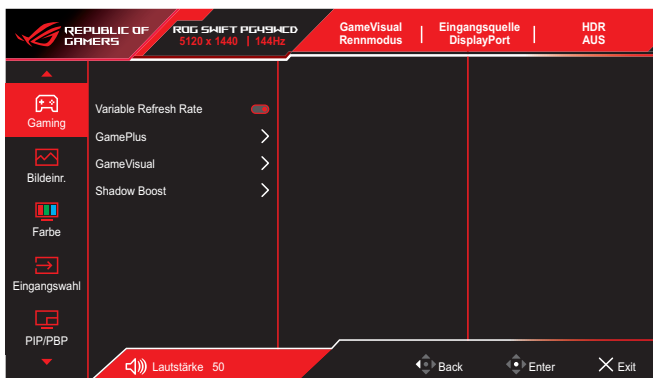 REPUBLIC OF
GAMERS
ROG SWIFT PG49WCD
5120 x 1440 | 144Hz
GameVisual
Rennmodus
Eingangsquelle
DisplayPort
HDR
AUS
Gaming
Bildeinr.
Farbe
Eingangswahl
PIP/PBP
Variable Refresh Rate
GamePlus
GameVisual
Shadow Boost
Lautstärke 50
Back
Enter
Exit